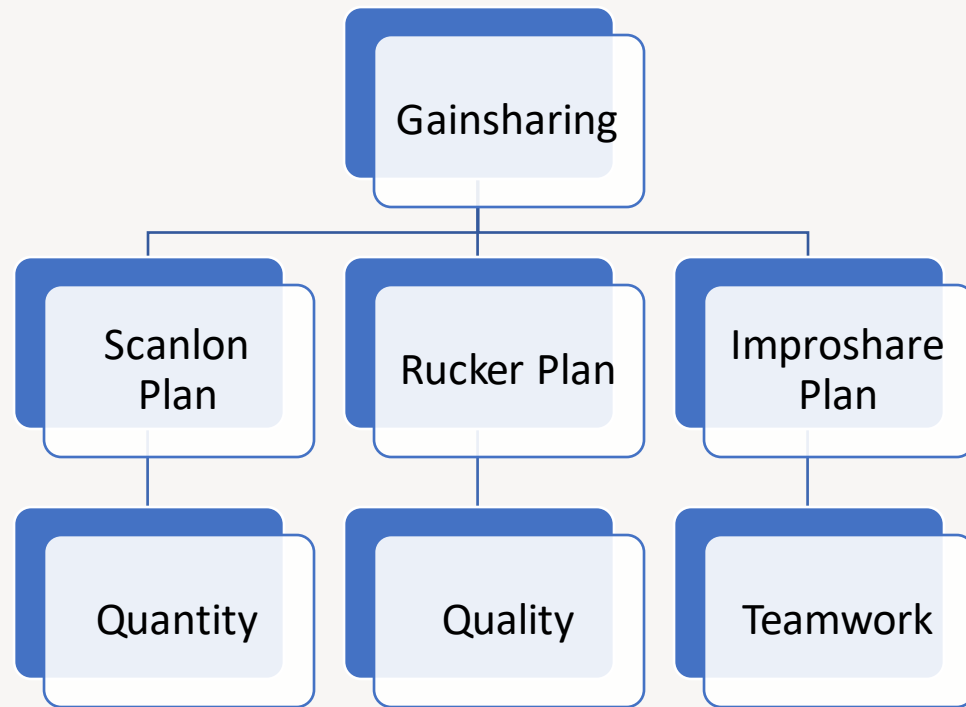 Gainsharing
Scanlon
Plan
Rucker Plan
Improshare
Plan
Quantity
Quality
Teamwork